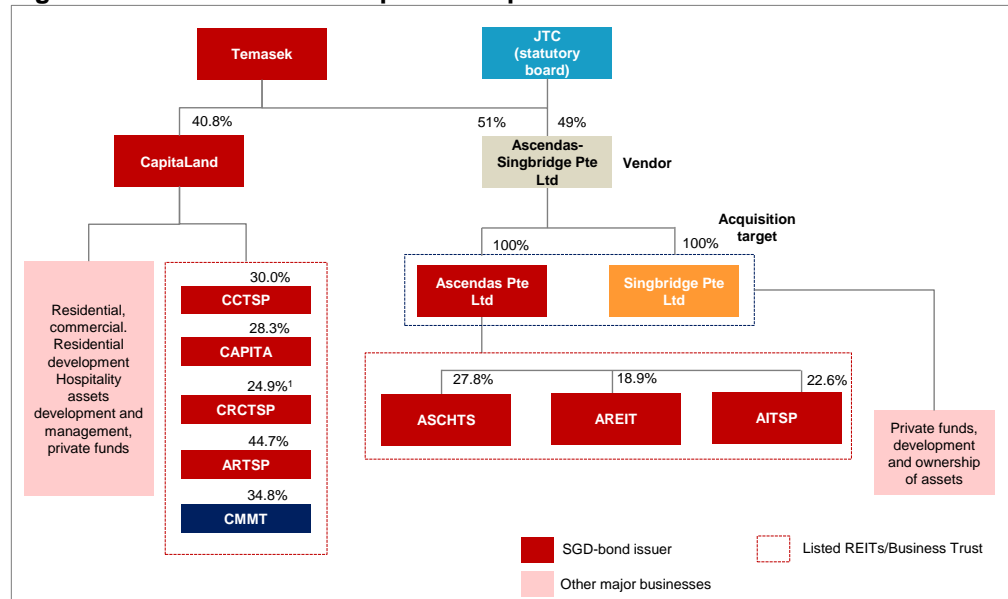 Temasek
JTC
(statutory
board)
40.8%
51%
49%
CapitaLand
Ascendas-
Singbridge Pte
Ltd
Vendor
Acquisition
target
100%
100%
Ascendas Pte
Ltd
Singbridge Pte
Ltd
Residential,
commercial.
Residential
development
Hospitality
assets
development and
management,
private funds
30.0%
CCTSP
28.3%
CAPITA
24.9%¹
CRCTSP
44.7%
ARTSP
34.8%
CMMT
27.8%
ASCHTS
18.9%
AREIT
22.6%
AITSP
Private funds,
development
and ownership
of assets
SGD-bond issuer
Listed REITs/Business Trust
Other major businesses